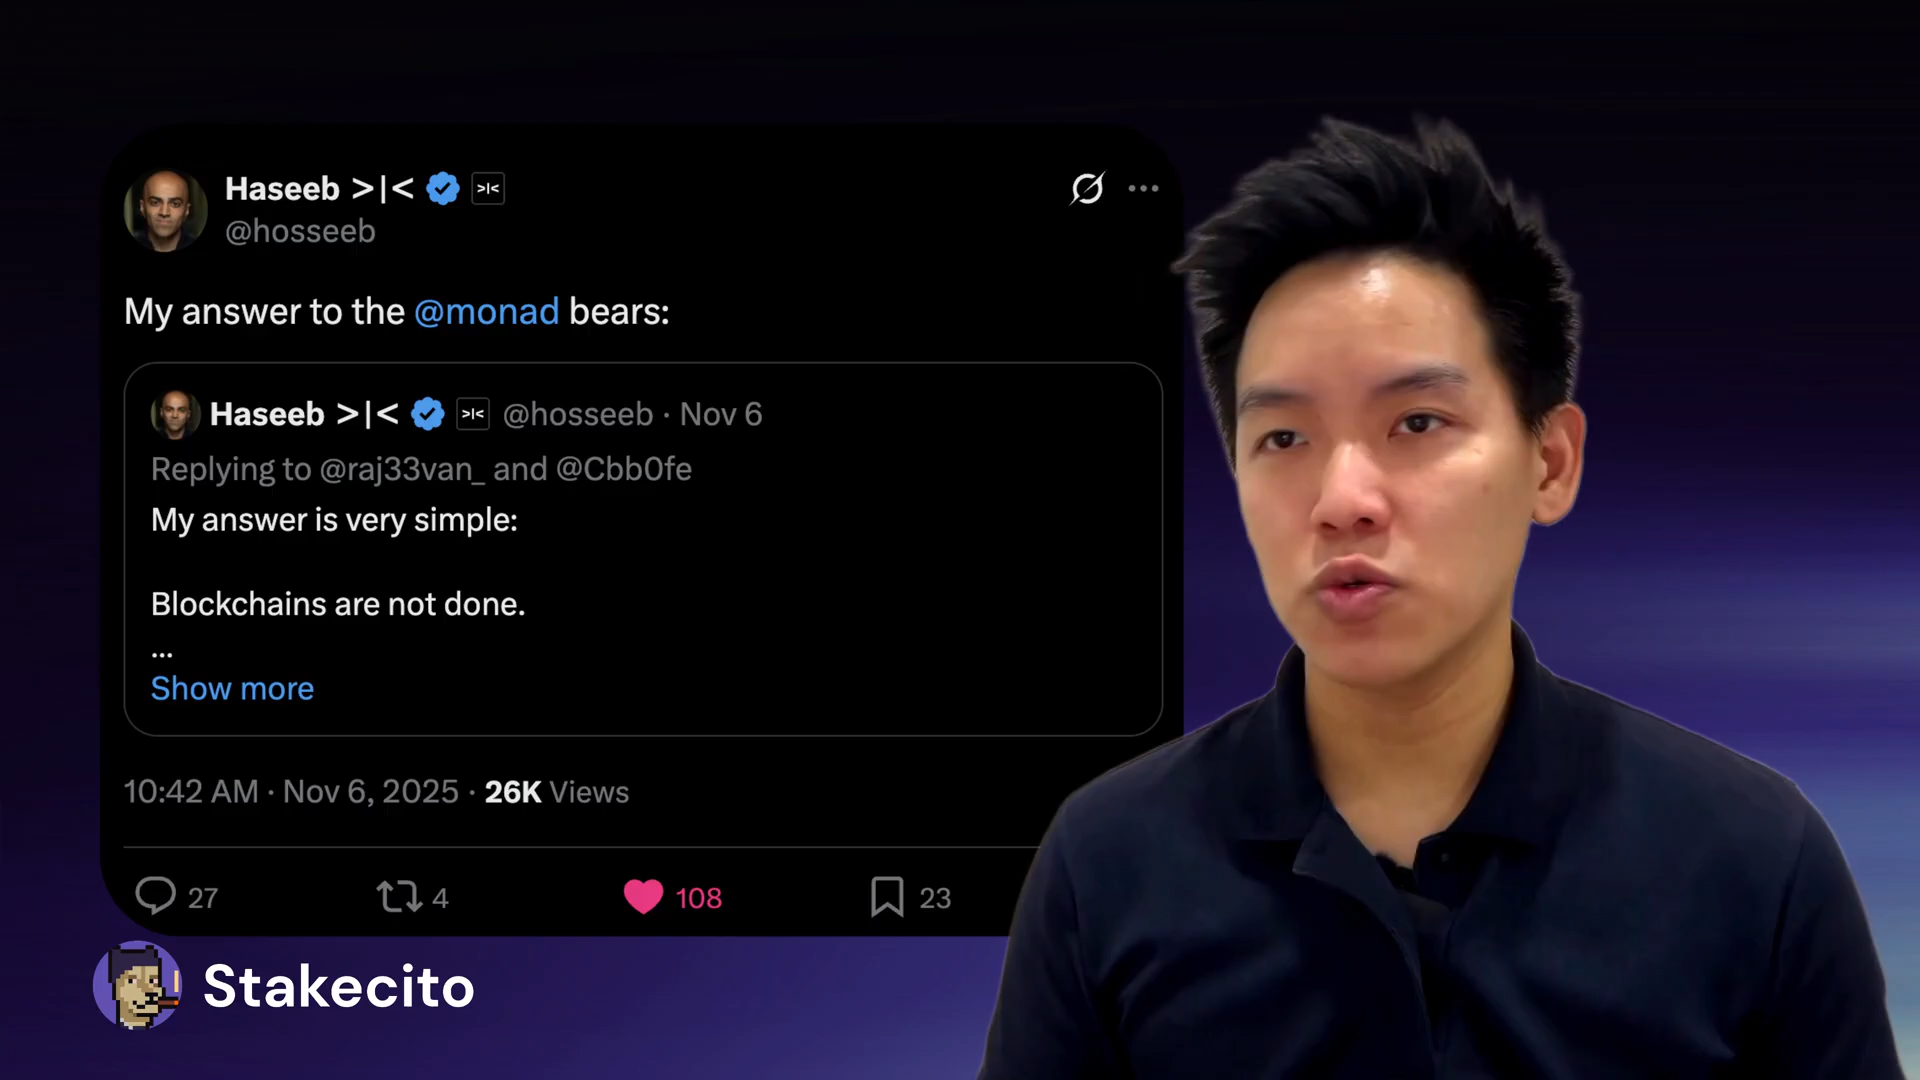 Haseeb >|< >|<
@hosseeb
My answer to the @monad bears:
Haseeb >|< >|< @hosseeb · Nov 6
Replying to @raj33van_ and @Cbb0fe
My answer is very simple:
Blockchains are not done.
...
Show more
10:42 AM · Nov 6, 2025 · 26K Views
27 4 108 23
Stakecito